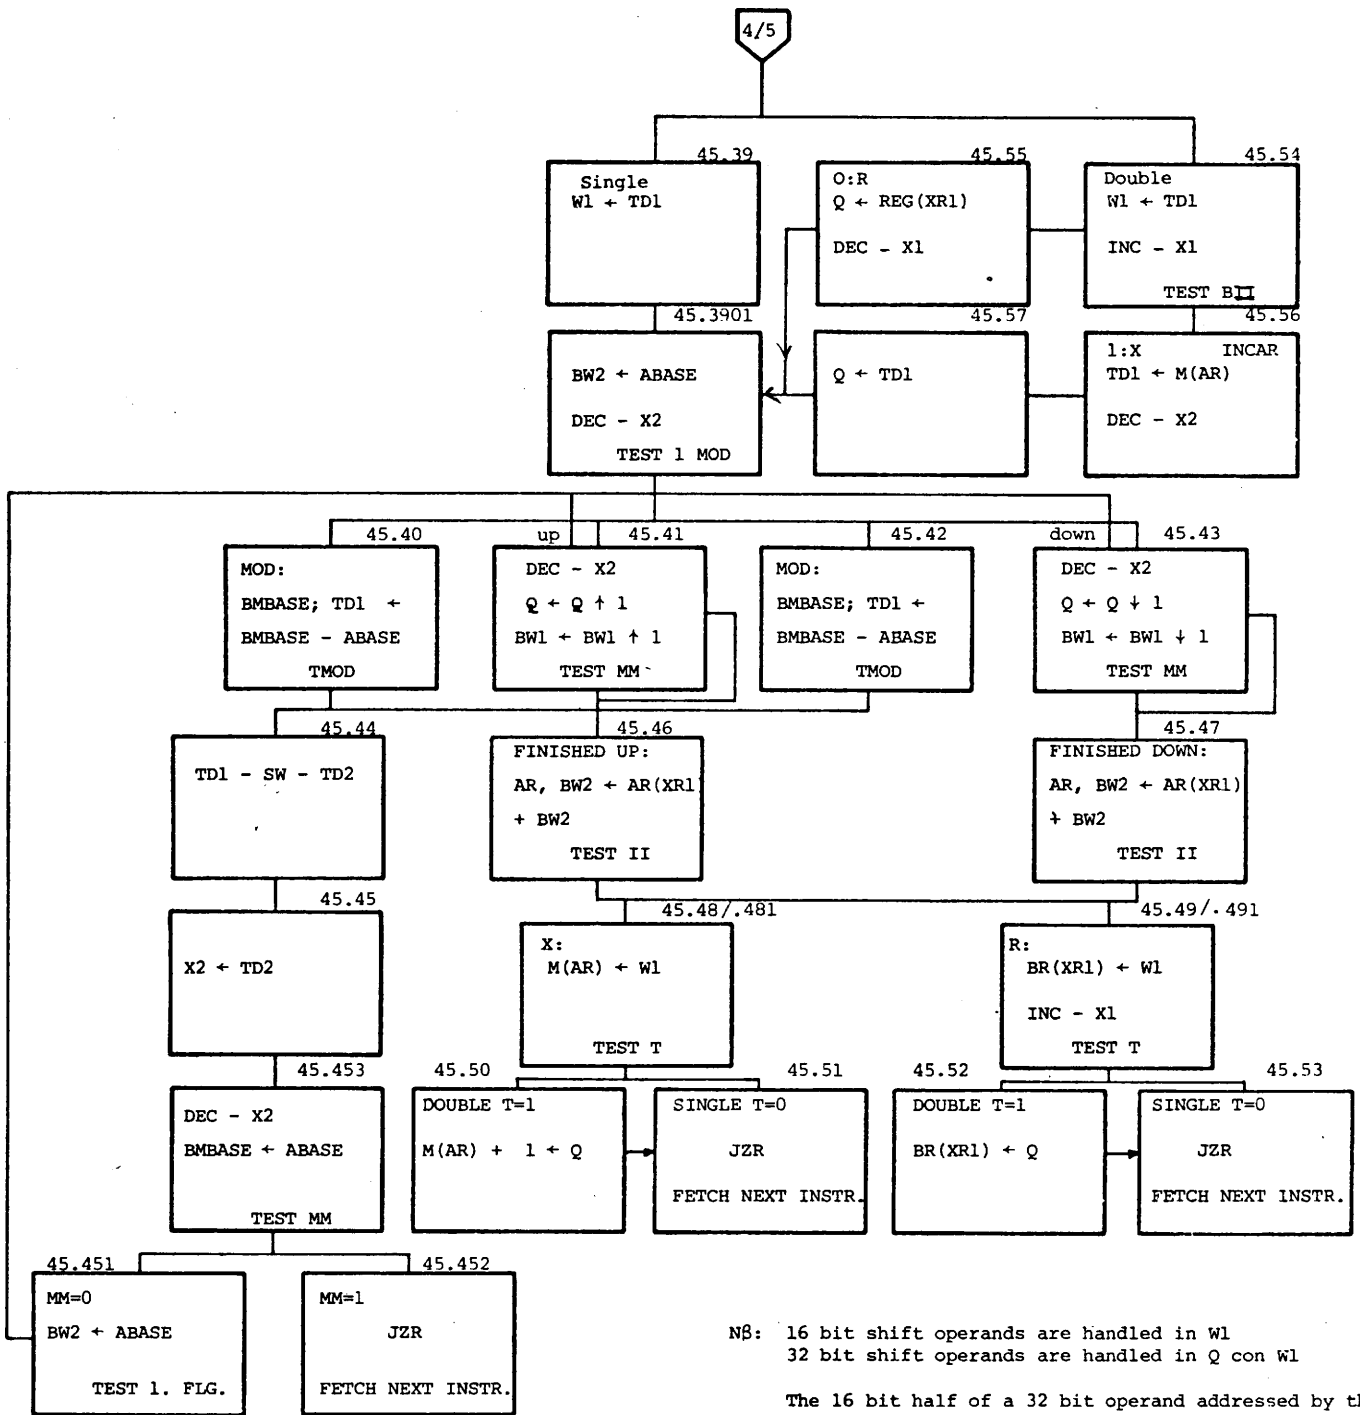 4/5
45.39
Single
W1 ← TD1
45.55
O:R
Q ← REG(XR1)
DEC - X1
45.54
Double
W1 ← TD1
INC - X1
TEST BII
45.3901
BW2 ← ABASE
DEC - X2
TEST 1 MOD
45.57
Q ← TD1
45.56
1:X INCAR
TD1 ← M(AR)
DEC - X2
45.40
MOD:
BMBASE; TD1 ←
BMBASE - ABASE
TMOD
up 45.41
DEC - X2
Q ← Q ↑ 1
BW1 ← BW1 ↑ 1
TEST MM
45.42
MOD:
BMBASE; TD1 ←
BMBASE - ABASE
TMOD
down 45.43
DEC - X2
Q ← Q ↓ 1
BW1 ← BW1 ↓ 1
TEST MM
45.44
TD1 - SW - TD2
45.46
FINISHED UP:
AR, BW2 ← AR(XR1)
+ BW2
TEST II
45.47
FINISHED DOWN:
AR, BW2 ← AR(XR1)
+ BW2
TEST II
45.45
X2 ← TD2
45.48/.481
X:
M(AR) ← W1
TEST T
45.49/.491
R:
BR(XR1) ← W1
INC - X1
TEST T
45.453
DEC - X2
BMBASE ← ABASE
TEST MM
45.50
DOUBLE T=1
M(AR) + 1 ← Q
45.51
SINGLE T=0
JZR
FETCH NEXT INSTR.
45.52
DOUBLE T=1
BR(XR1) ← Q
45.53
SINGLE T=0
JZR
FETCH NEXT INSTR.
45.451
MM=0
BW2 ← ABASE
TEST 1. FLG.
45.452
MM=1
JZR
FETCH NEXT INSTR.
Nβ: 16 bit shift operands are handled in W1
32 bit shift operands are handled in Q con W1
The 16 bit half of a 32 bit operand addressed by